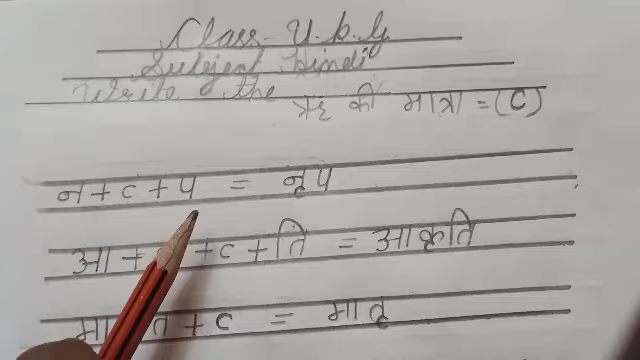 Class - U.k.G
Subject Hindi
Write the ऋ की मात्रा = (c)
न + c + प = नृप
आ + + c + ति = आकृति
मा त + c = मातृ